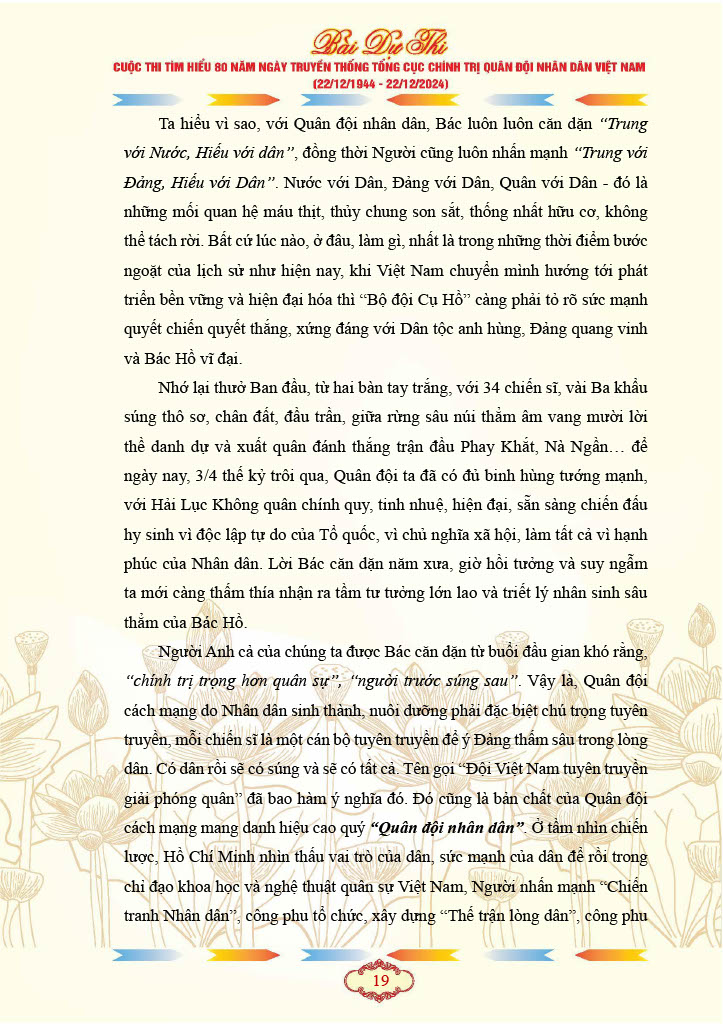 Bài Dự Thi
CUỘC THI TÌM HIỂU 80 NĂM NGÀY TRUYỀN THỐNG TỔNG CỤC CHÍNH TRỊ QUÂN ĐỘI NHÂN DÂN VIỆT NAM
(22/12/1944 - 22/12/2024)
Ta hiểu vì sao, với Quân đội nhân dân, Bác luôn luôn căn dặn “Trung
với Nước, Hiếu với dân”, đồng thời Người cũng luôn nhấn mạnh “Trung với
Đảng, Hiếu với Dân”. Nước với Dân, Đảng với Dân, Quân với Dân - đó là
những mối quan hệ máu thịt, thủy chung son sắt, thống nhất hữu cơ, không
thể tách rời. Bất cứ lúc nào, ở đâu, làm gì, nhất là trong những thời điểm bước
ngoặt của lịch sử như hiện nay, khi Việt Nam chuyển mình hướng tới phát
triển bền vững và hiện đại hóa thì “Bộ đội Cụ Hồ” càng phải tỏ rõ sức mạnh
quyết chiến quyết thắng, xứng đáng với Dân tộc anh hùng, Đảng quang vinh
và Bác Hồ vĩ đại.
Nhớ lại thuở Ban đầu, từ hai bàn tay trắng, với 34 chiến sĩ, vài Ba khẩu
súng thô sơ, chân đất, đầu trần, giữa rừng sâu núi thẳm âm vang mười lời
thề danh dự và xuất quân đánh thắng trận đầu Phay Khắt, Nà Ngần… để
ngày nay, 3/4 thế kỷ trôi qua, Quân đội ta đã có đủ binh hùng tướng mạnh,
với Hải Lục Không quân chính quy, tinh nhuệ, hiện đại, sẵn sàng chiến đấu
hy sinh vì độc lập tự do của Tổ quốc, vì chủ nghĩa xã hội, làm tất cả vì hạnh
phúc của Nhân dân. Lời Bác căn dặn năm xưa, giờ hồi tưởng và suy ngẫm
ta mới càng thấm thía nhận ra tầm tư tưởng lớn lao và triết lý nhân sinh sâu
thẳm của Bác Hồ.
Người Anh cả của chúng ta được Bác căn dặn từ buổi đầu gian khó rằng,
“chính trị trọng hơn quân sự”, “người trước súng sau”. Vậy là, Quân đội
cách mạng do Nhân dân sinh thành, nuôi dưỡng phải đặc biệt chú trọng tuyên
truyền, mỗi chiến sĩ là một cán bộ tuyên truyền để ý Đảng thấm sâu trong lòng
dân. Có dân rồi sẽ có súng và sẽ có tất cả. Tên gọi “Đội Việt Nam tuyên truyền
giải phóng quân” đã bao hàm ý nghĩa đó. Đó cũng là bản chất của Quân đội
cách mạng mang danh hiệu cao quý “Quân đội nhân dân”. Ở tầm nhìn chiến
lược, Hồ Chí Minh nhìn thấu vai trò của dân, sức mạnh của dân để rồi trong
chỉ đạo khoa học và nghệ thuật quân sự Việt Nam, Người nhấn mạnh “Chiến
tranh Nhân dân”, công phu tổ chức, xây dựng “Thế trận lòng dân”, công phu
19